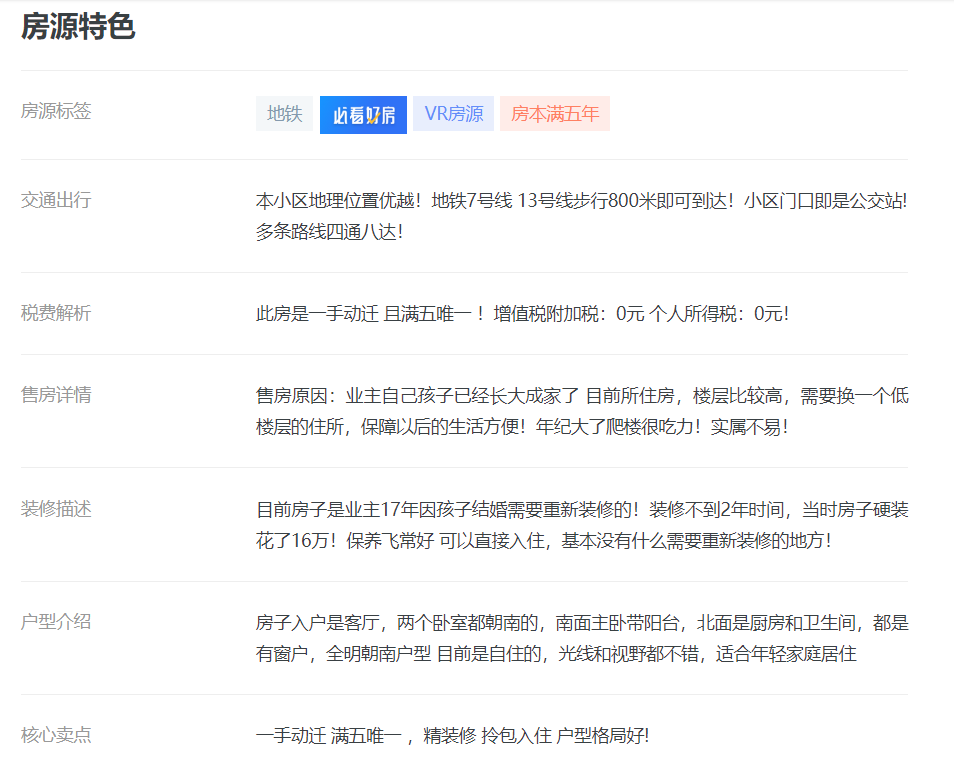 房源特色
房源标签
地铁 必看好房 VR房源 房本满五年
交通出行
本小区地理位置优越！地铁7号线 13号线步行800米即可到达！小区门口即是公交站!
多条路线四通八达！
税费解析
此房是一手动迁 且满五唯一 ！增值税附加税：0元 个人所得税：0元！
售房详情
售房原因：业主自己孩子已经长大成家了 目前所住房，楼层比较高，需要换一个低
楼层的住所，保障以后的生活方便！年纪大了爬楼很吃力！实属不易！
装修描述
目前房子是业主17年因孩子结婚需要重新装修的！装修不到2年时间，当时房子硬装
花了16万！保养飞常好 可以直接入住，基本没有什么需要重新装修的地方！
户型介绍
房子入户是客厅，两个卧室都朝南的，南面主卧带阳台，北面是厨房和卫生间，都是
有窗户，全明朝南户型 目前是自住的，光线和视野都不错，适合年轻家庭居住
核心卖点
一手动迁 满五唯一 ，精装修 拎包入住 户型格局好!